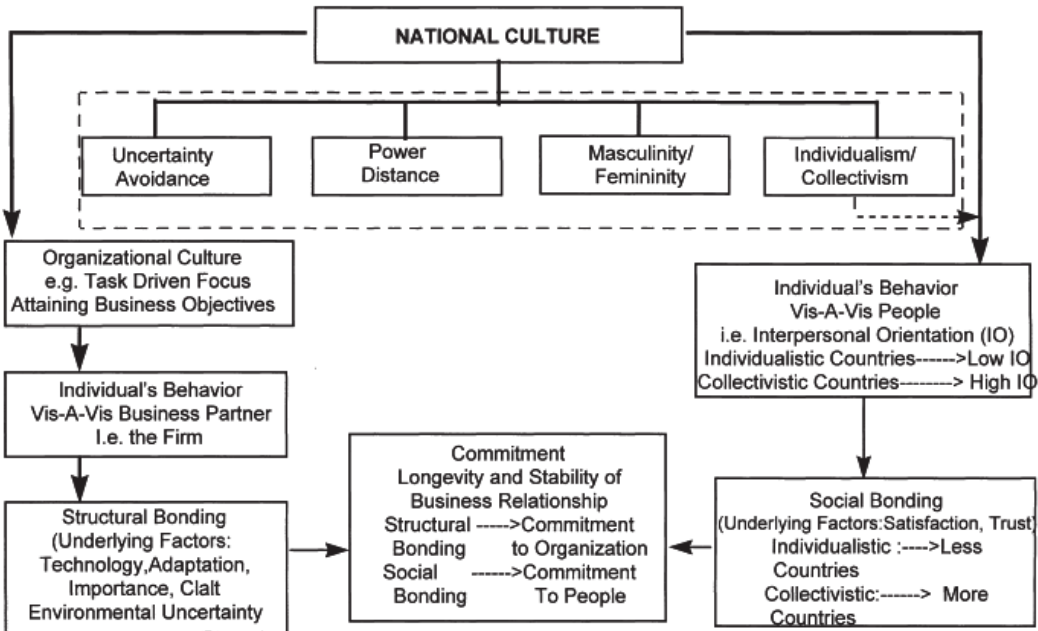 NATIONAL CULTURE
Uncertainty
Avoidance
Power
Distance
Masculinity/
Femininity
Individualism/
Collectivism
Organizational Culture
e.g. Task Driven Focus
Attaining Business Objectives
Individual's Behavior
Vis-A-Vis People
i.e. Interpersonal Orientation (IO)
Individualistic Countries------>Low IO
Collectivistic Countries--------> High IO
Individual's Behavior
Vis-A-Vis Business Partner
I.e. the Firm
Commitment
Longevity and Stability of
Business Relationship
Structural ----->Commitment
Bonding to Organization
Social ----->Commitment
Bonding To People
Structural Bonding
(Underlying Factors:
Technology,Adaptation,
Importance, Clalt
Environmental Uncertainty
Social Bonding
(Underlying Factors:Satisfaction, Trust)
Individualistic :---->Less
Countries
Collectivistic:------> More
Countries